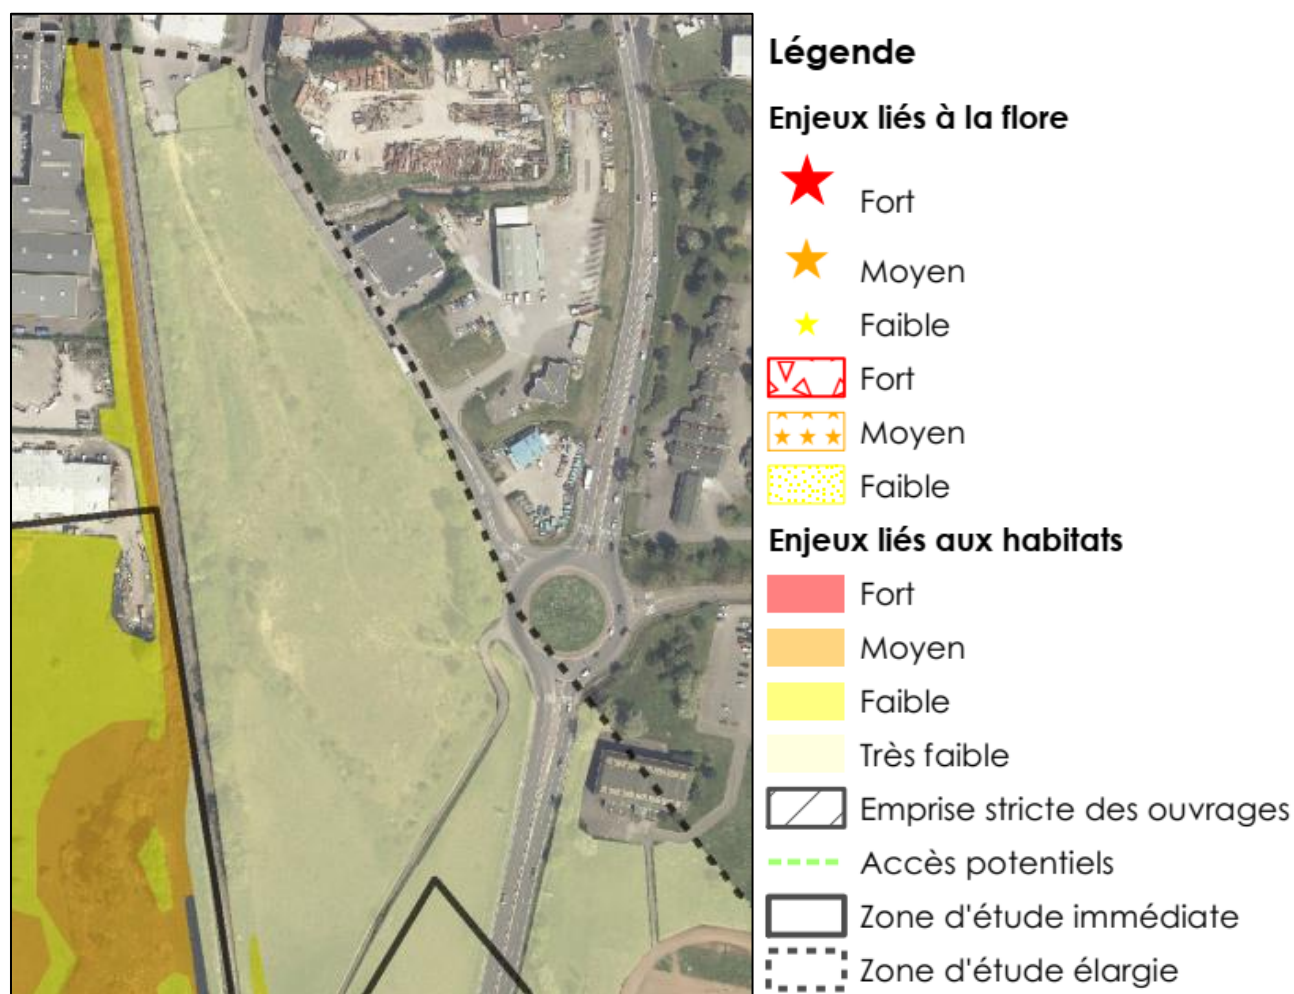 Légende
Enjeux liés à la flore
Fort
Moyen
Faible
Fort
Moyen
Faible
Enjeux liés aux habitats
Fort
Moyen
Faible
Très faible
Emprise stricte des ouvrages
Accès potentiels
Zone d'étude immédiate
Zone d'étude élargie